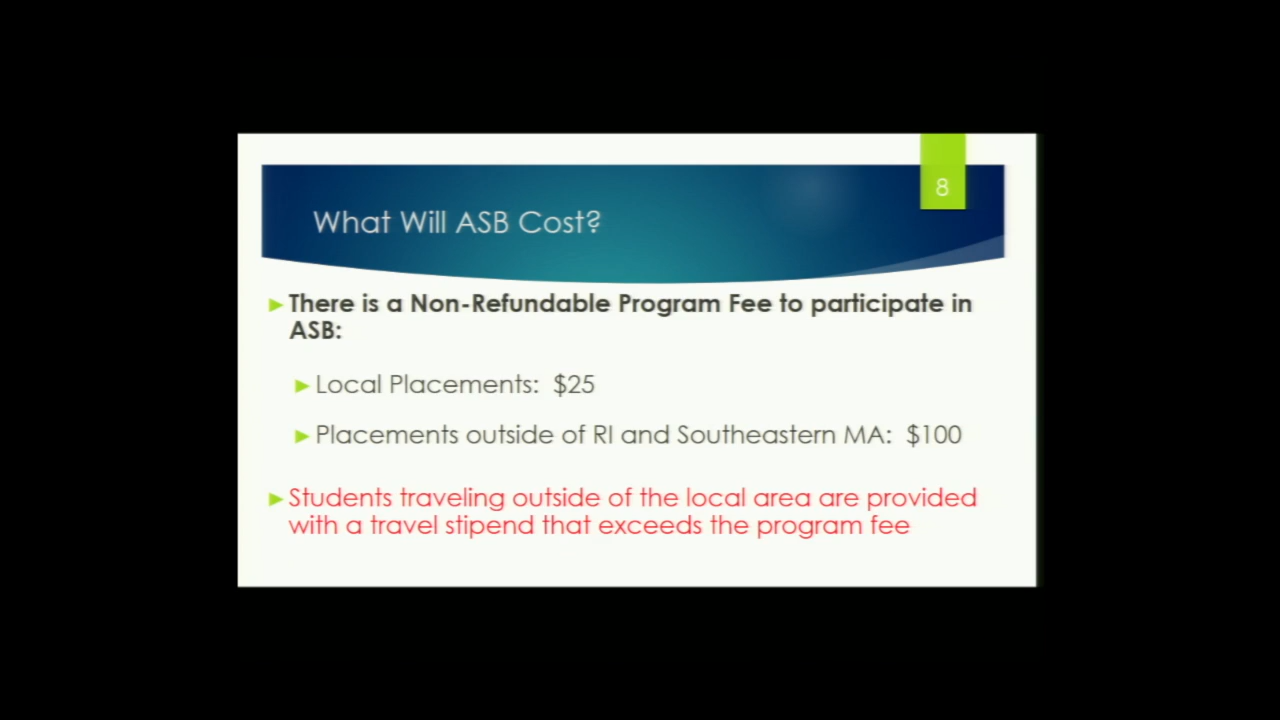 8
What Will ASB Cost?
There is a Non-Refundable Program Fee to participate in
ASB:
Local Placements: $25
Placements outside of RI and Southeastern MA: $100
Students traveling outside of the local area are provided
with a travel stipend that exceeds the program fee